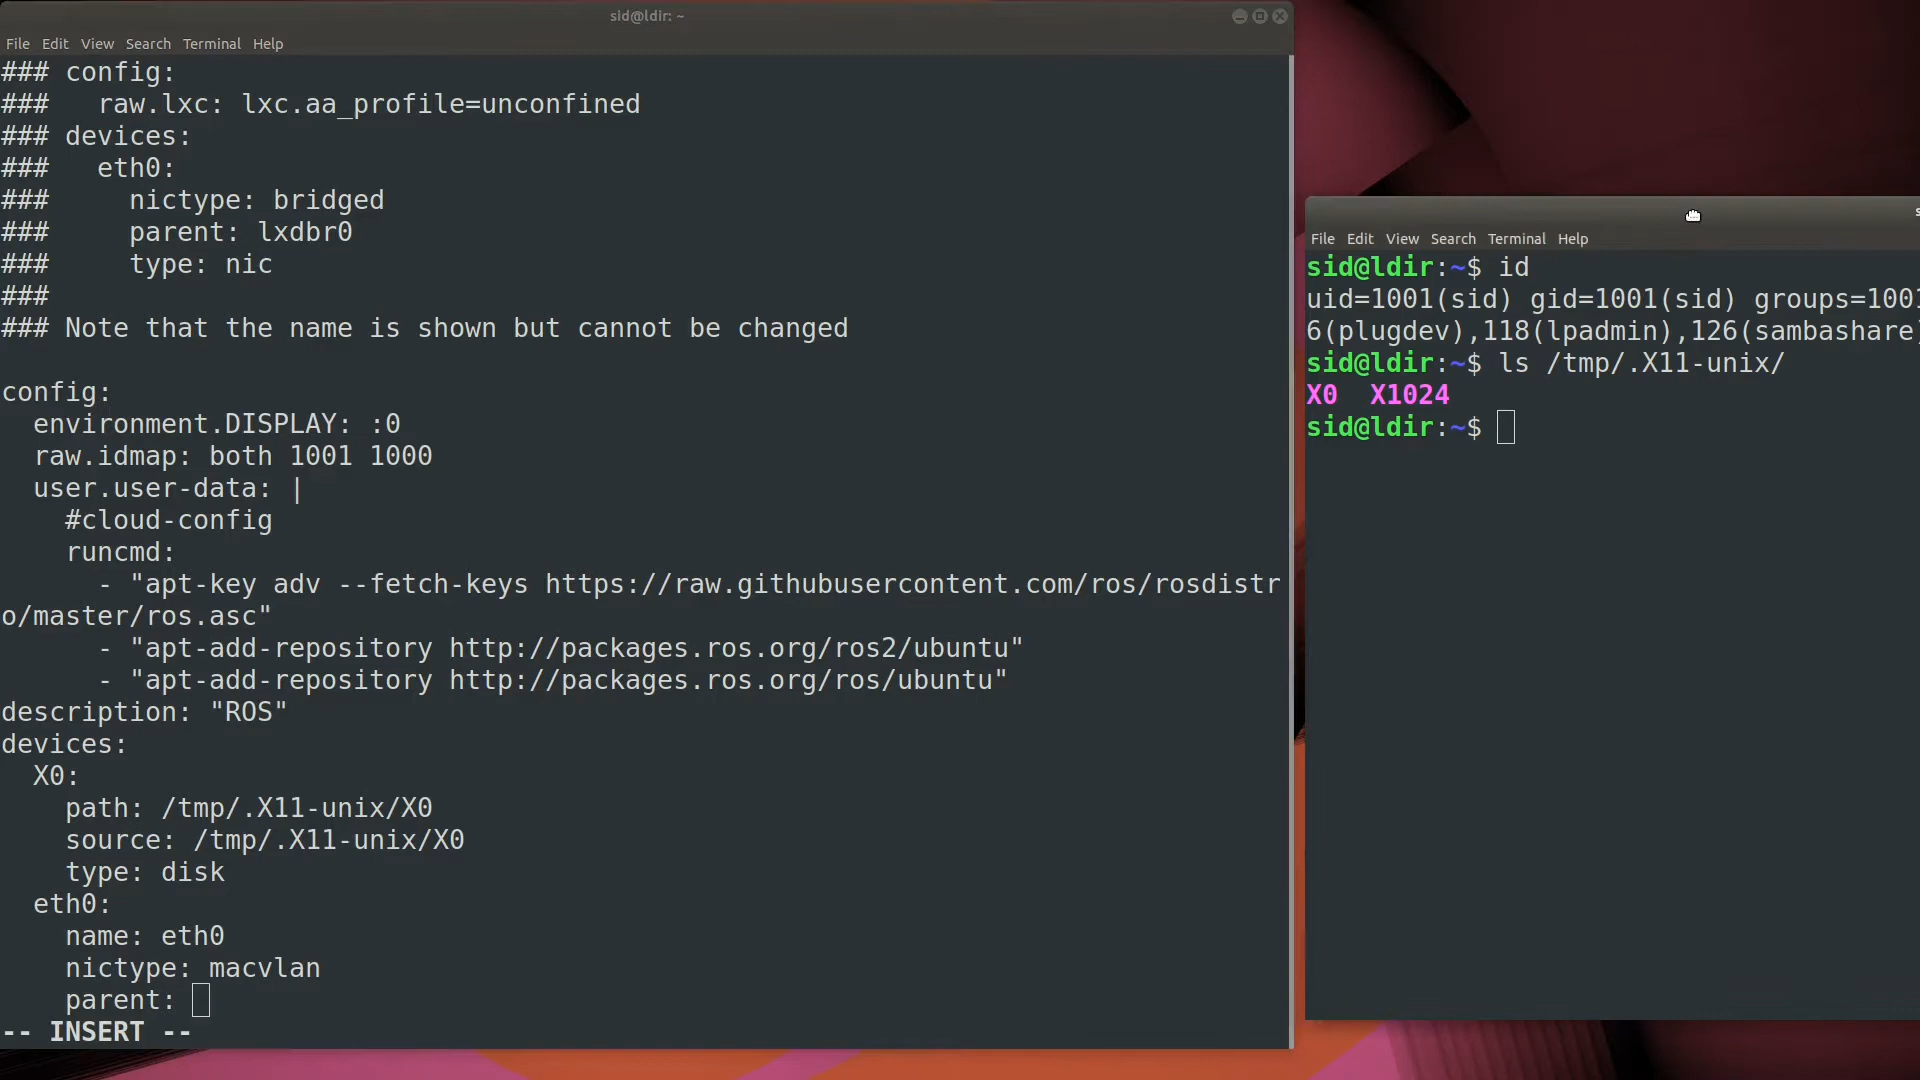 sid@ldir: ~
File Edit View Search Terminal Help
### config:
###   raw.lxc: lxc.aa_profile=unconfined
### devices:
###   eth0:
###     nictype: bridged
###     parent: lxdbr0
###     type: nic
###
### Note that the name is shown but cannot be changed
config:
  environment.DISPLAY: :0
  raw.idmap: both 1001 1000
  user.user-data: |
    #cloud-config
    runcmd:
      - "apt-key adv --fetch-keys https://raw.githubusercontent.com/ros/rosdistr
o/master/ros.asc"
      - "apt-add-repository http://packages.ros.org/ros2/ubuntu"
      - "apt-add-repository http://packages.ros.org/ros/ubuntu"
description: "ROS"
devices:
  X0:
    path: /tmp/.X11-unix/X0
    source: /tmp/.X11-unix/X0
    type: disk
  eth0:
    name: eth0
    nictype: macvlan
    parent:
-- INSERT --
s
File Edit View Search Terminal Help
sid@ldir:~$ id
uid=1001(sid) gid=1001(sid) groups=1001
6(plugdev),118(lpadmin),126(sambashare)
sid@ldir:~$ ls /tmp/.X11-unix/
X0  X1024
sid@ldir:~$